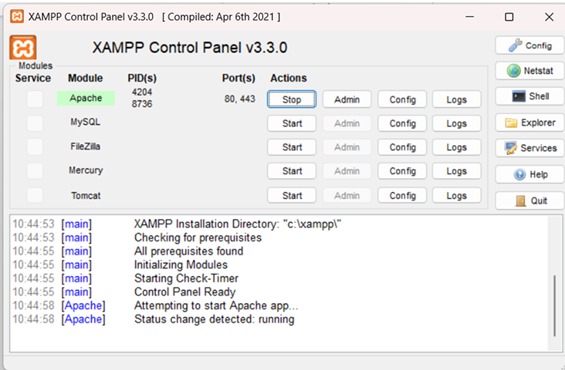 XAMPP Control Panel v3.3.0 [ Compiled: Apr 6th 2021 ]
XAMPP Control Panel v3.3.0
Config
Modules
Service Module PID(s) Port(s) Actions
Netstat
Apache 4204 8736 80, 443 Stop Admin Config Logs
Shell
MySQL Start Admin Config Logs
Explorer
FileZilla Start Admin Config Logs
Services
Mercury Start Admin Config Logs
Help
Tomcat Start Admin Config Logs
Quit
10:44:53 [main] XAMPP Installation Directory: "c:\xampp\"
10:44:53 [main] Checking for prerequisites
10:44:55 [main] All prerequisites found
10:44:55 [main] Initializing Modules
10:44:55 [main] Starting Check-Timer
10:44:55 [main] Control Panel Ready
10:44:58 [Apache] Attempting to start Apache app...
10:44:58 [Apache] Status change detected: running